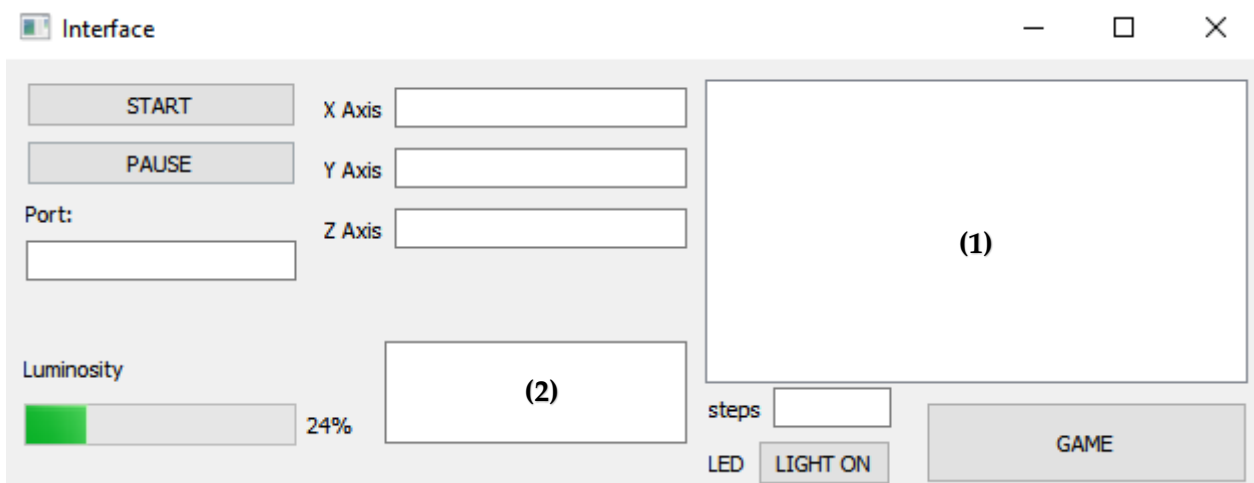 Interface
START
PAUSE
Port:
Luminosity
24%
X Axis
Y Axis
Z Axis
(2)
(1)
steps
LED
LIGHT ON
GAME